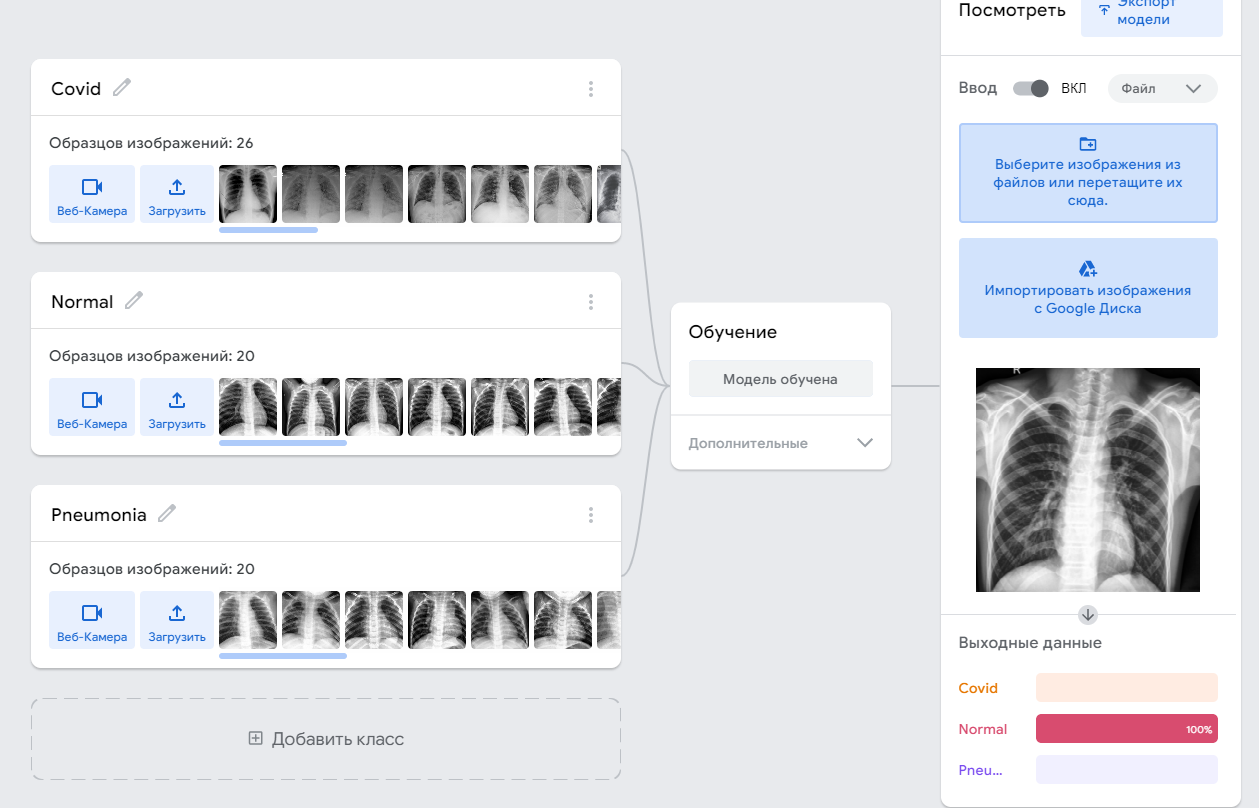 Covid
Образцов изображений: 26
Веб-Камера
Загрузить
Normal
Образцов изображений: 20
Веб-Камера
Загрузить
Pneumonia
Образцов изображений: 20
Веб-Камера
Загрузить
Добавить класс
Обучение
Модель обучена
Дополнительные
Посмотреть
Экспорт
модели
Ввод
ВКЛ
Файл
Выберите изображения из
файлов или перетащите их
сюда.
Импортировать изображения
с Google Диска
R
Выходные данные
Covid
Normal
100%
Pneu...